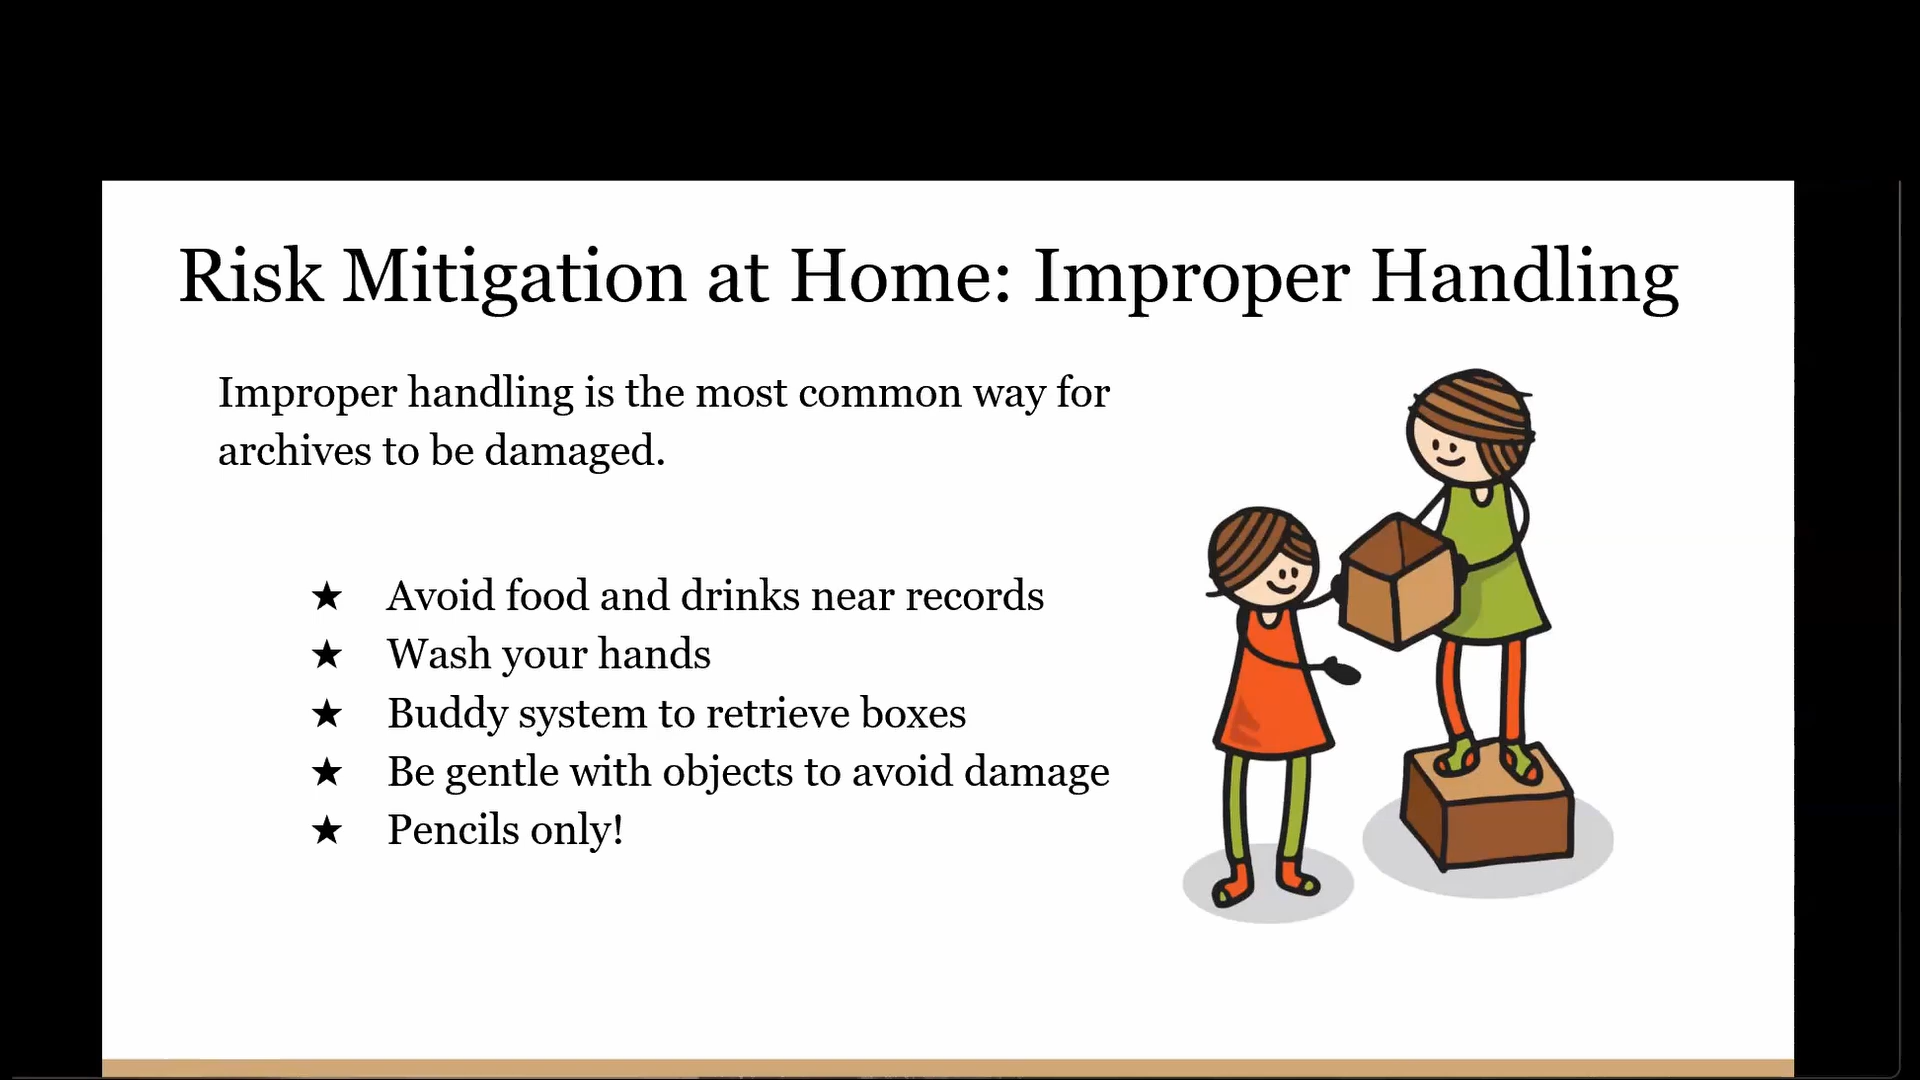 Risk Mitigation at Home: Improper Handling
Improper handling is the most common way for
archives to be damaged.
★ Avoid food and drinks near records
★ Wash your hands
★ Buddy system to retrieve boxes
★ Be gentle with objects to avoid damage
★ Pencils only!